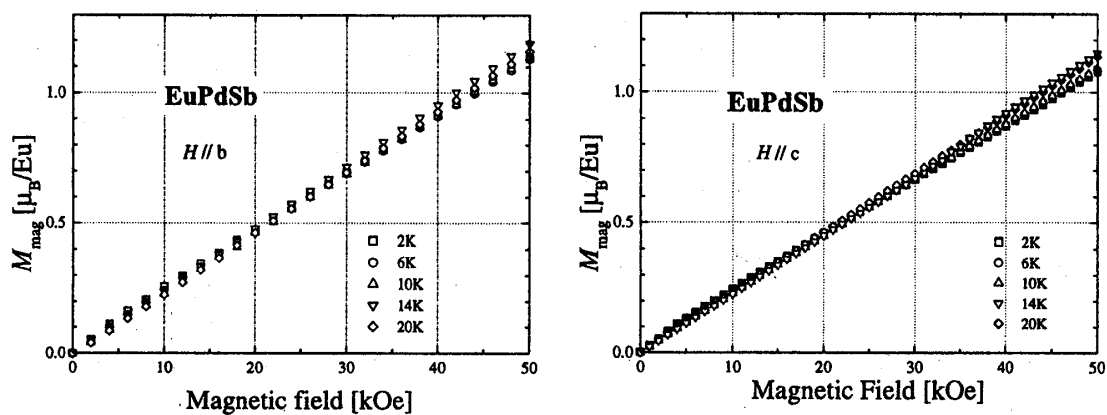 1.0
0.5
0.0
M_mag [μ_B/Eu]
EuPdSb
H // b
2K
6K
10K
14K
20K
0 10 20 30 40 50
Magnetic field [kOe]
1.0
0.5
0.0
M_mag [μ_B/Eu]
EuPdSb
H // c
2K
6K
10K
14K
20K
0 10 20 30 40 50
Magnetic Field [kOe]